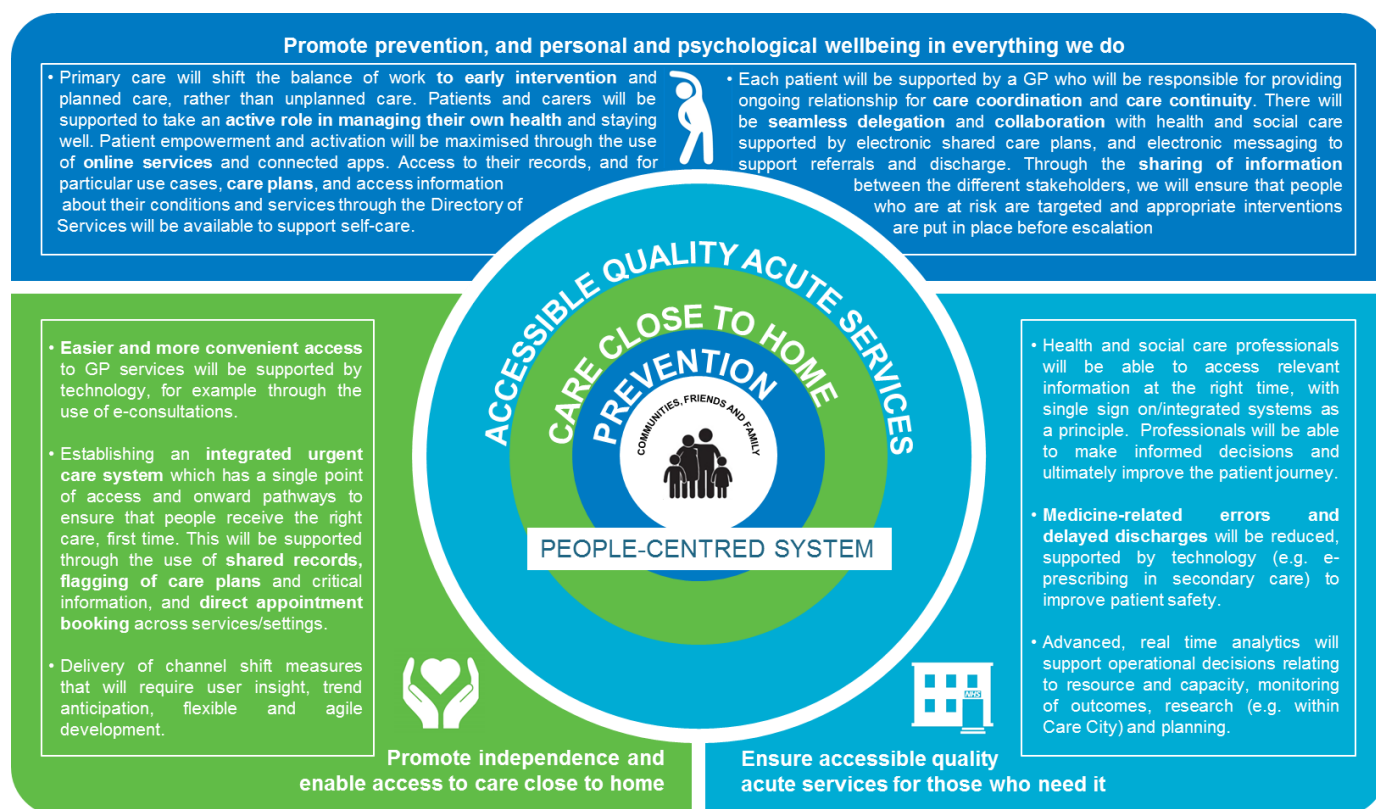 Promote prevention, and personal and psychological wellbeing in everything we do
• Primary care will shift the balance of work to early intervention and
planned care, rather than unplanned care. Patients and carers will be
supported to take an active role in managing their own health and staying
well. Patient empowerment and activation will be maximised through the use
of online services and connected apps. Access to their records, and for
particular use cases, care plans, and access information
about their conditions and services through the Directory of
Services will be available to support self-care.
• Each patient will be supported by a GP who will be responsible for providing
ongoing relationship for care coordination and care continuity. There will
be seamless delegation and collaboration with health and social care
supported by electronic shared care plans, and electronic messaging to
support referrals and discharge. Through the sharing of information
between the different stakeholders, we will ensure that people
who are at risk are targeted and appropriate interventions
are put in place before escalation
ACCESSIBLE QUALITY ACUTE SERVICES
CARE CLOSE TO HOME
PREVENTION
COMMUNITIES, FRIENDS AND FAMILY
PEOPLE-CENTRED SYSTEM
• Easier and more convenient access
to GP services will be supported by
technology, for example through the
use of e-consultations.
• Establishing an integrated urgent
care system which has a single point
of access and onward pathways to
ensure that people receive the right
care, first time. This will be supported
through the use of shared records,
flagging of care plans and critical
information, and direct appointment
booking across services/settings.
• Delivery of channel shift measures
that will require user insight, trend
anticipation, flexible and agile
development.
Promote independence and
enable access to care close to home
• Health and social care professionals
will be able to access relevant
information at the right time, with
single sign on/integrated systems as
a principle. Professionals will be able
to make informed decisions and
ultimately improve the patient journey.
• Medicine-related errors and
delayed discharges will be reduced,
supported by technology (e.g. e-
prescribing in secondary care) to
improve patient safety.
• Advanced, real time analytics will
support operational decisions relating
to resource and capacity, monitoring
of outcomes, research (e.g. within
Care City) and planning.
NHS
Ensure accessible quality
acute services for those who need it